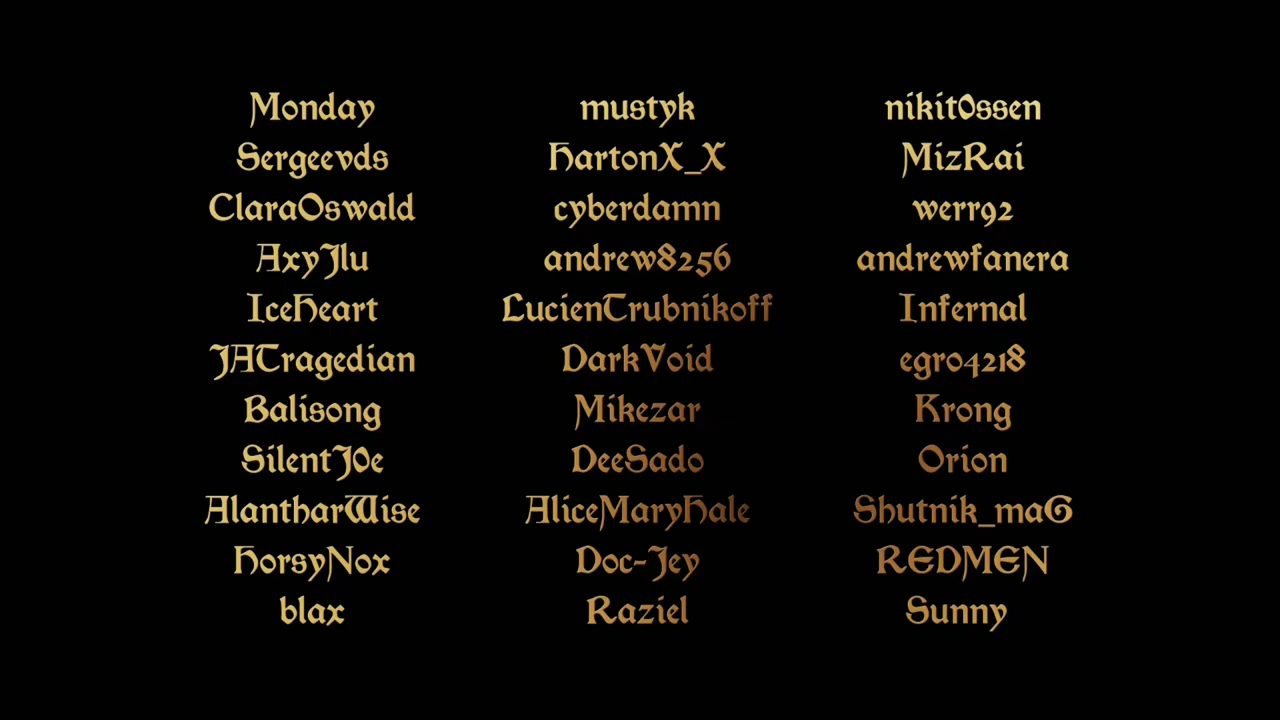 Monday
mustyk
nikit0ssen
Sergeevds
HartonX_X
MizRai
ClaraOswald
cyberdamn
werr92
AxyJlu
andrew8256
andrewfanera
IceHeart
LucienTrubnikoff
Infernal
JATragedian
DarkVoid
egro4218
Balisong
Mikezar
Krong
SilentJ0e
DeeSado
Orion
AlantharWise
AliceMaryHale
Shutnik_maG
HorsyNox
Doc-Jey
REDMEN
blax
Raziel
Sunny